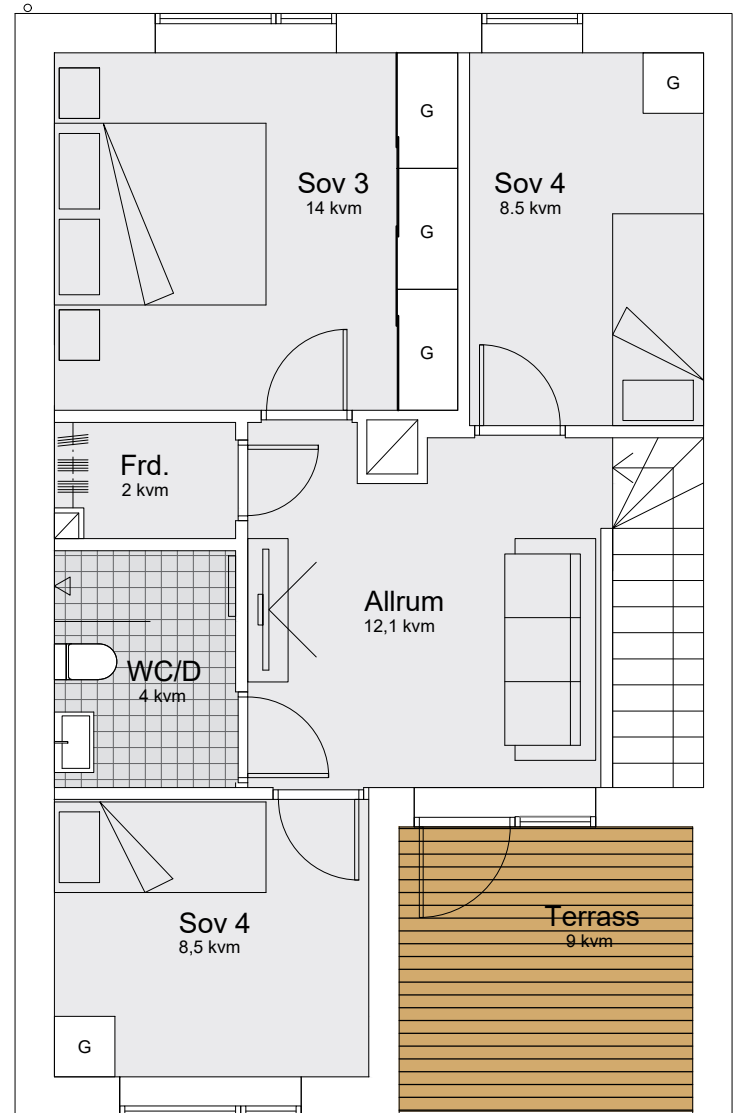 G
G
Sov 3
14 kvm
Sov 4
8.5 kvm
G
G
Frd.
2 kvm
Allrum
12,1 kvm
WC/D
4 kvm
Sov 4
8,5 kvm
Terrass
9 kvm
G